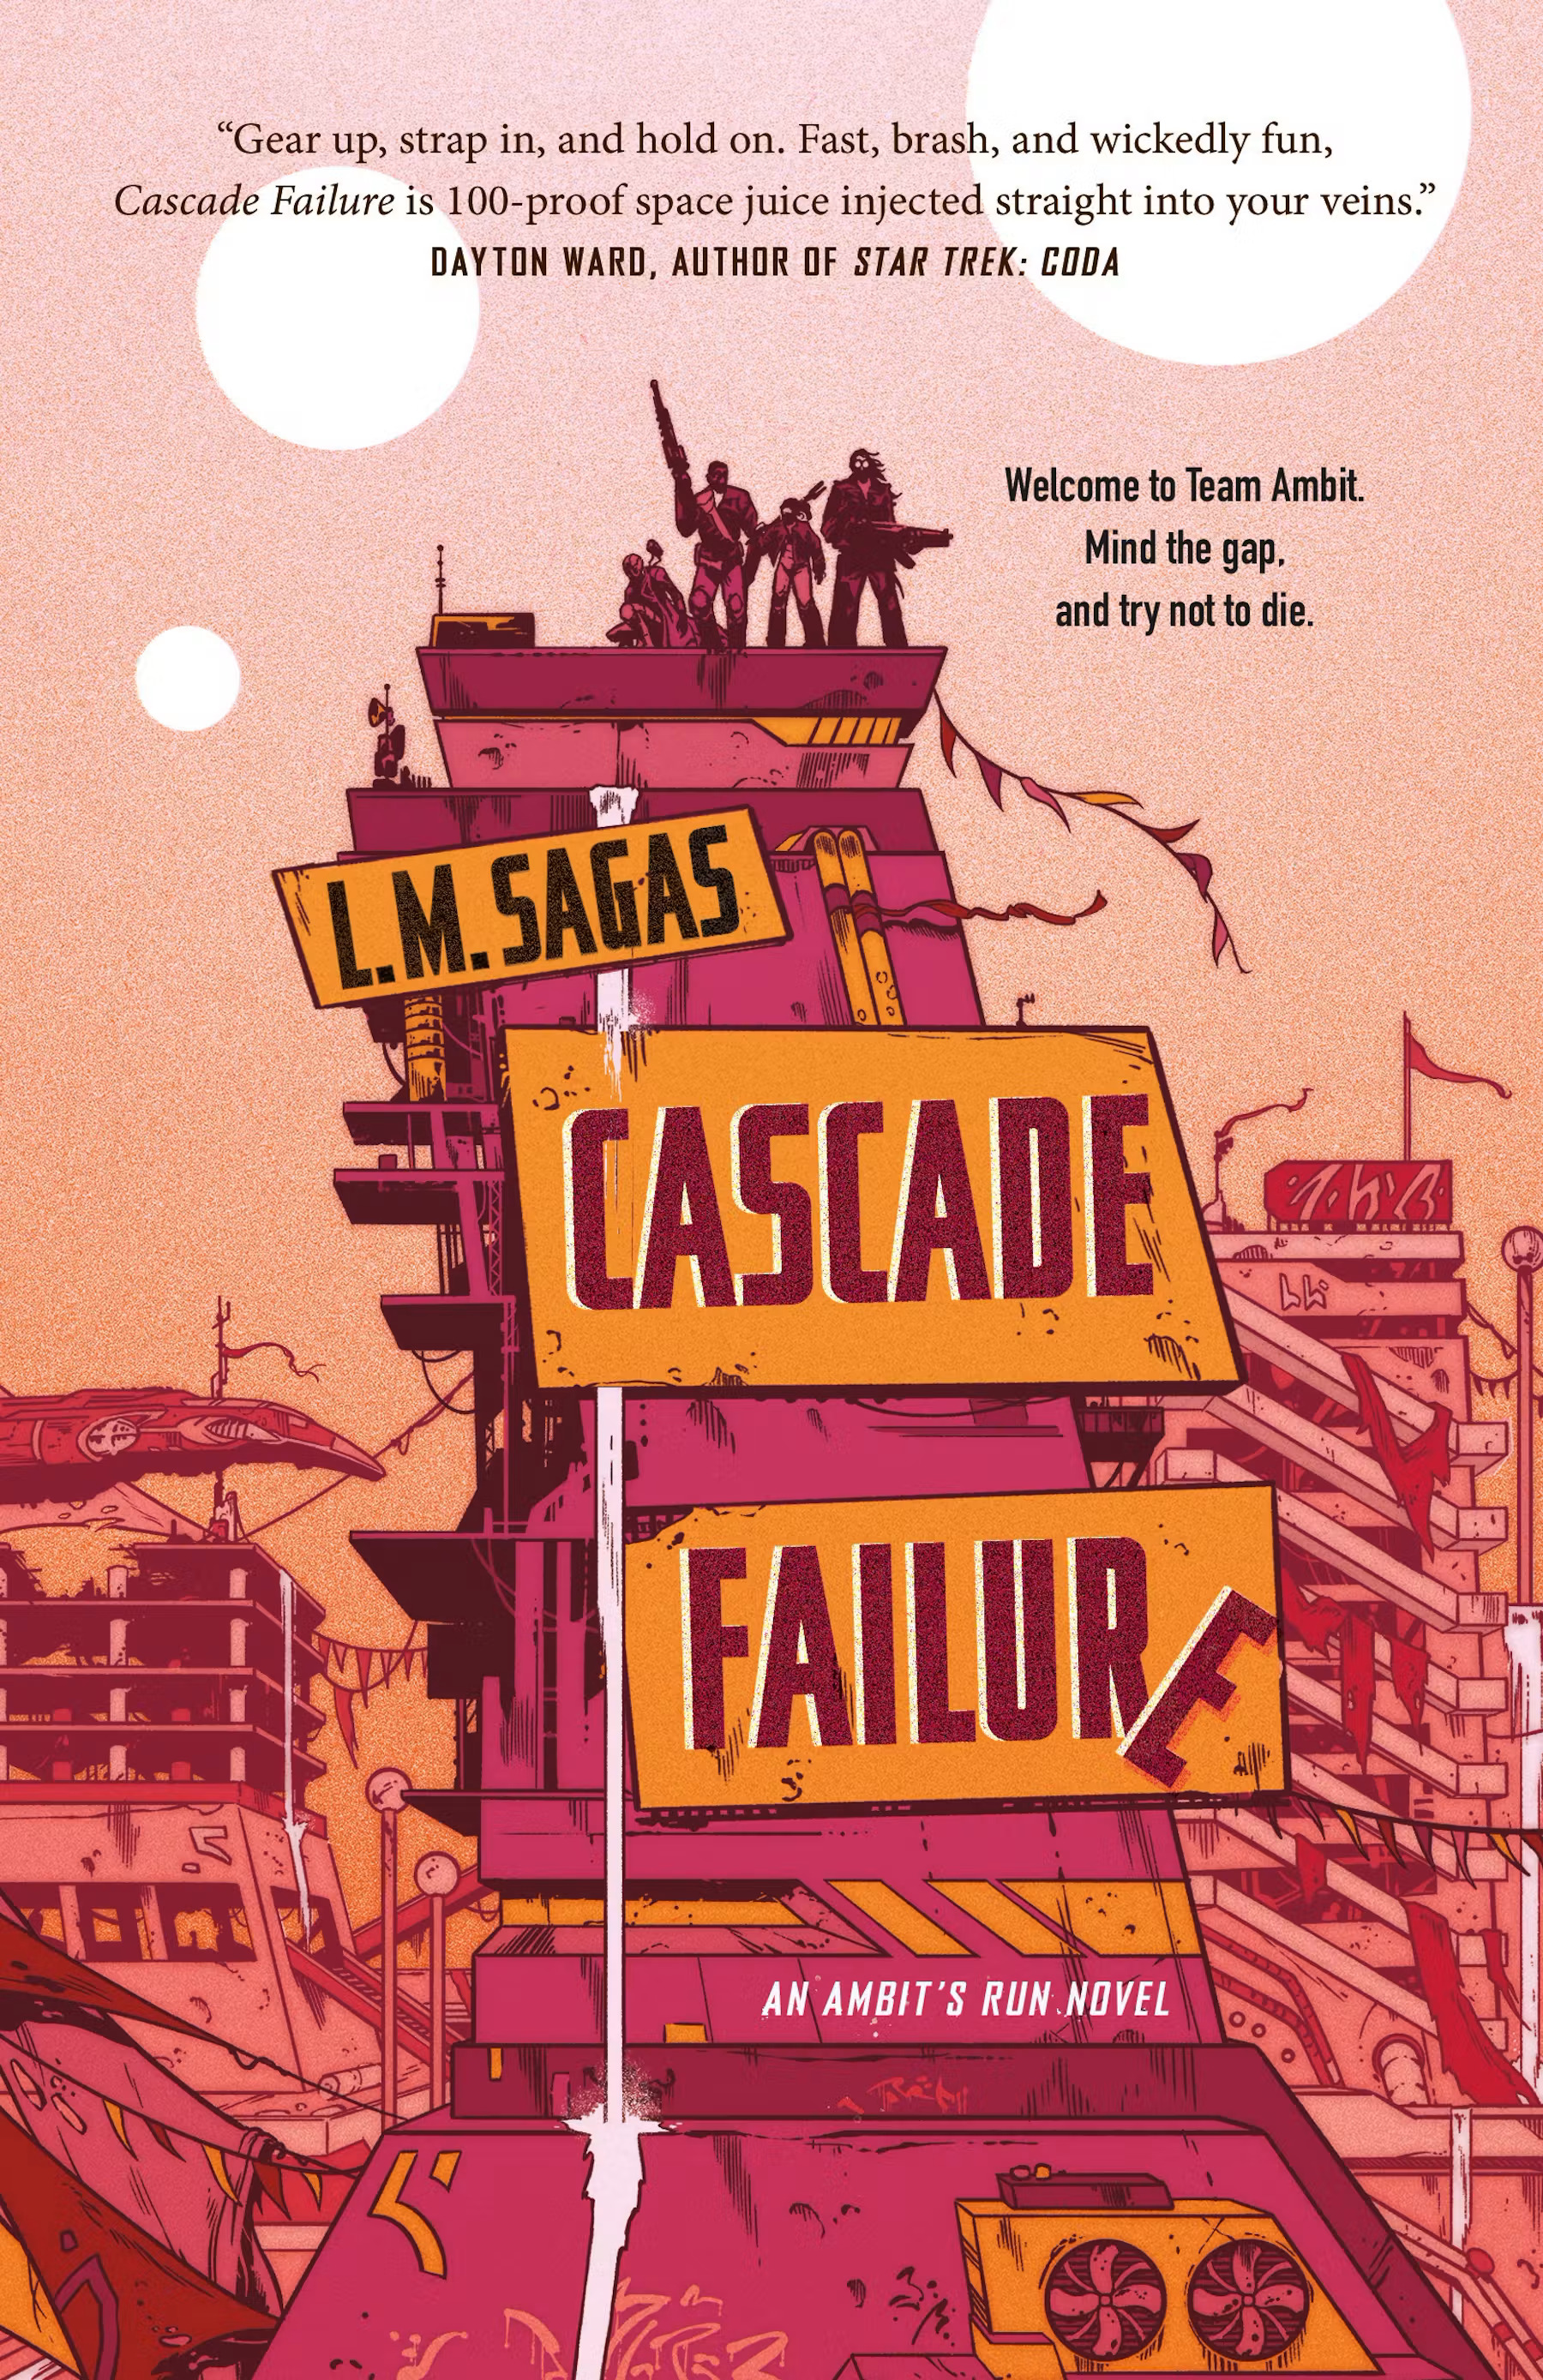 “Gear up, strap in, and hold on. Fast, brash, and wickedly fun,
Cascade Failure is 100-proof space juice injected straight into your veins.”
DAYTON WARD, AUTHOR OF STAR TREK: CODA
Welcome to Team Ambit.
Mind the gap,
and try not to die.
L.M. SAGAS
CASCADE
FAILURE
AN AMBIT’S RUN NOVEL